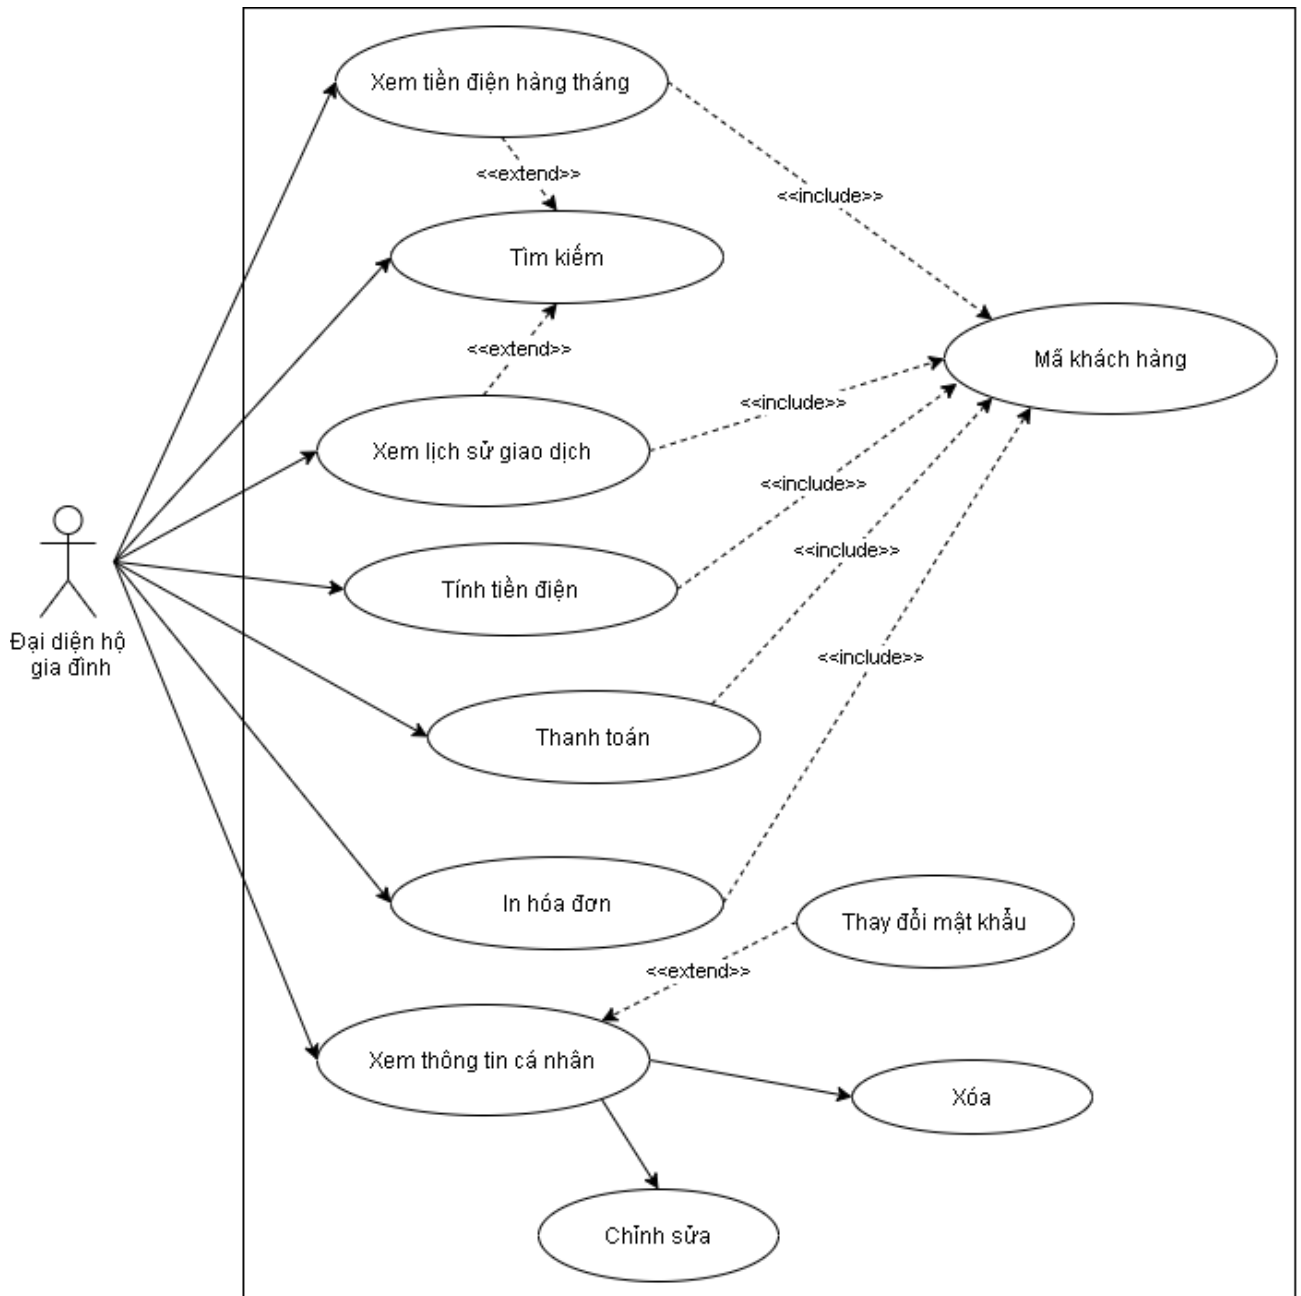 Xem tiền điện hàng tháng
<<extend>>
<<include>>
Tìm kiếm
<<extend>>
Mã khách hàng
<<include>>
Xem lịch sử giao dịch
<<include>>
<<include>>
Tính tiền điện
Đại diện hộ
gia đình
<<include>>
Thanh toán
In hóa đơn
Thay đổi mật khẩu
<<extend>>
Xem thông tin cá nhân
Xóa
Chỉnh sửa